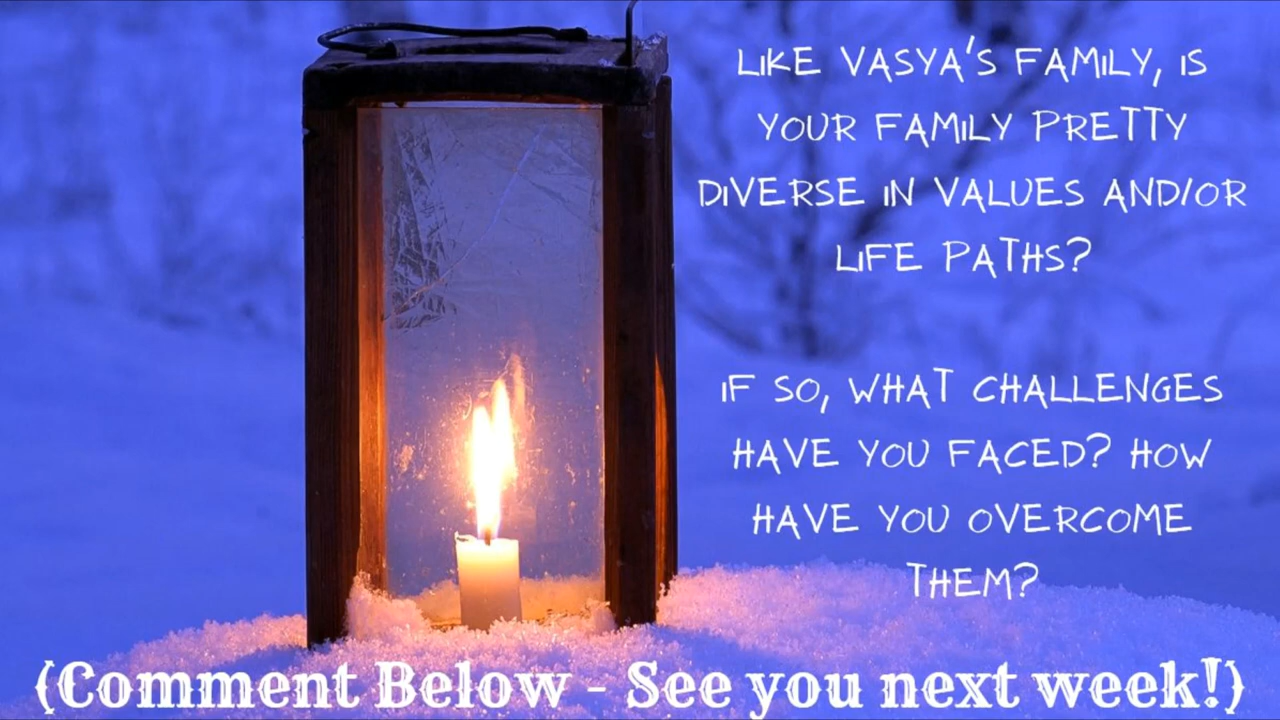 LIKE VASYA'S FAMILY, IS
YOUR FAMILY PRETTY
DIVERSE IN VALUES AND/OR
LIFE PATHS?
IF SO, WHAT CHALLENGES
HAVE YOU FACED? HOW
HAVE YOU OVERCOME
THEM?
(Comment Below - See you next week!)